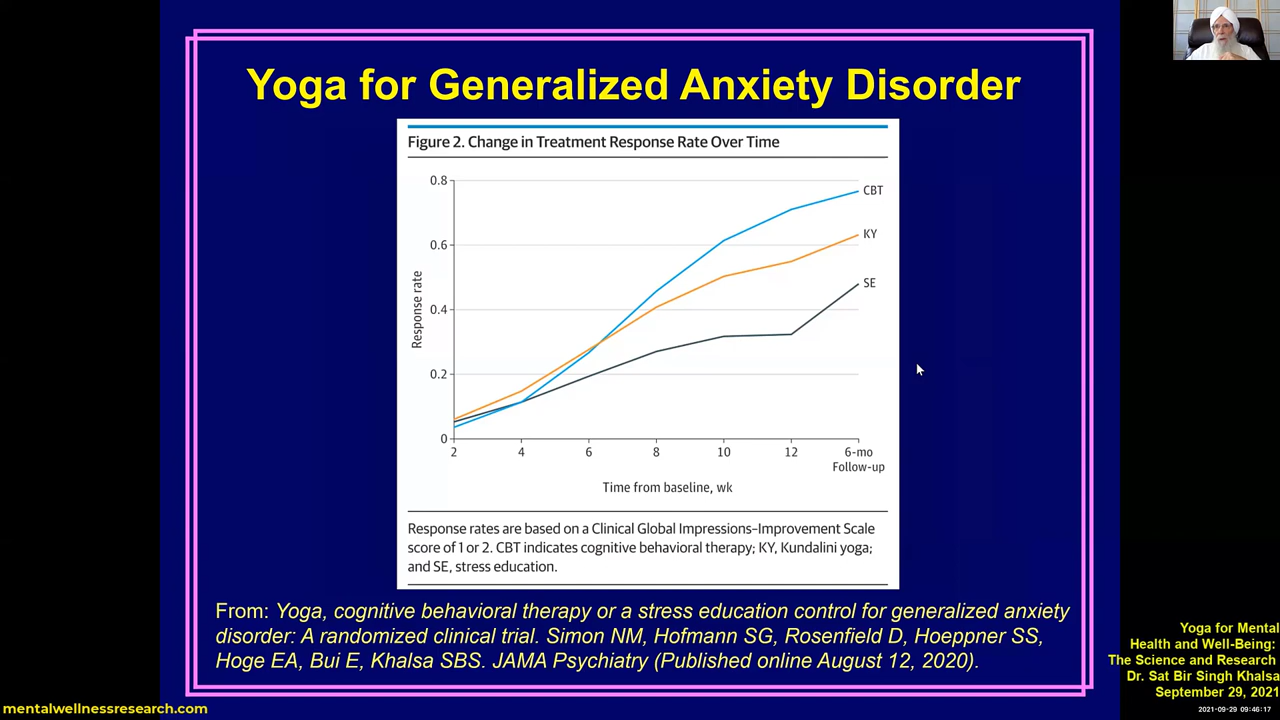 Yoga for Generalized Anxiety Disorder
Figure 2. Change in Treatment Response Rate Over Time
0.8
0.6
0.4
0.2
0
Response rate
CBT
KY
SE
2 4 6 8 10 12 6-mo
Follow-up
Time from baseline, wk
Response rates are based on a Clinical Global Impressions–Improvement Scale
score of 1 or 2. CBT indicates cognitive behavioral therapy; KY, Kundalini yoga;
and SE, stress education.
From: Yoga, cognitive behavioral therapy or a stress education control for generalized anxiety
disorder: A randomized clinical trial. Simon NM, Hofmann SG, Rosenfield D, Hoeppner SS,
Hoge EA, Bui E, Khalsa SBS. JAMA Psychiatry (Published online August 12, 2020).
Yoga for Mental
Health and Well-Being:
The Science and Research
Dr. Sat Bir Singh Khalsa
September 29, 2021
mentalwellnessresearch.com
2021-09-29 09:46:17